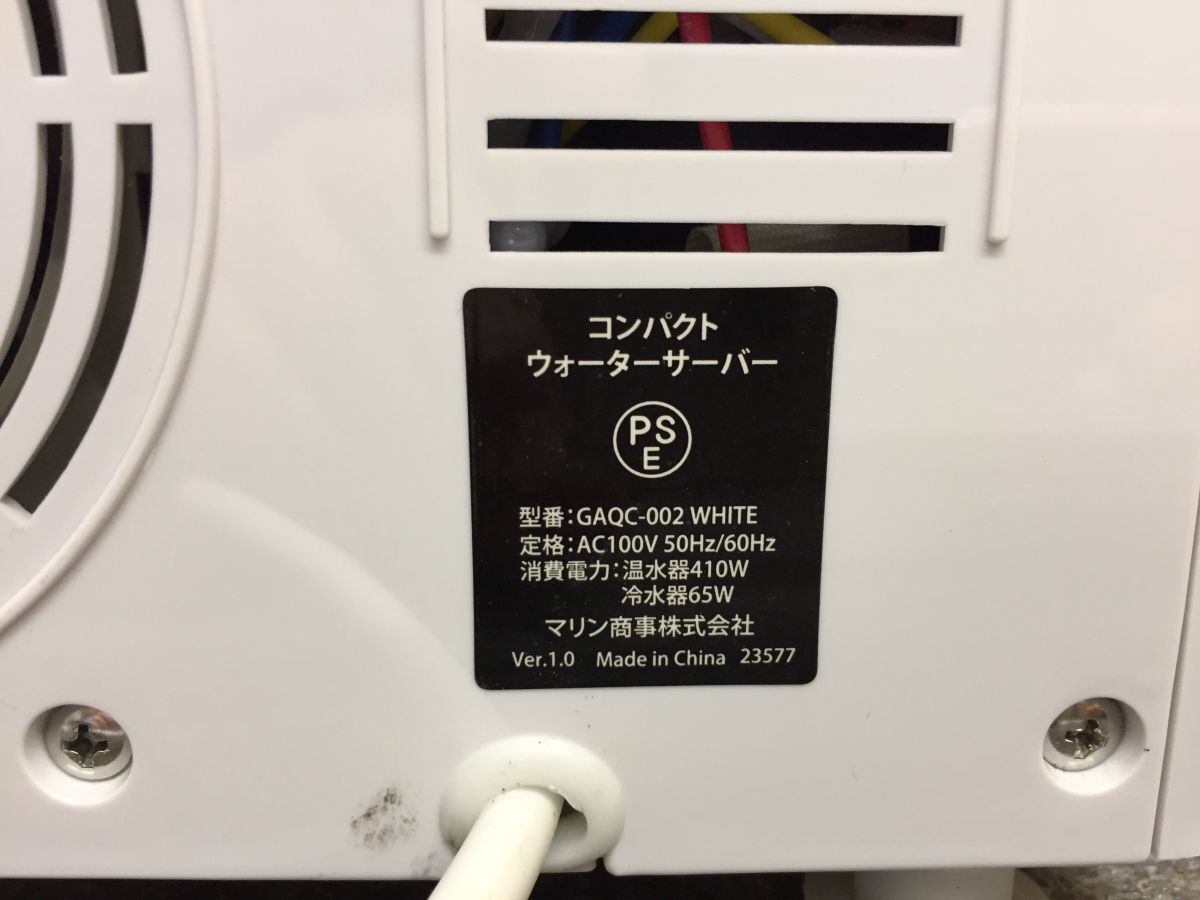 コンパクト
ウォーターサーバー
PS
E
型番:GAQC-002 WHITE
定格:AC100V 50Hz/60Hz
消費電力:温水器410W
冷水器65W
マリン商事株式会社
Ver.1.0 Made in China 23577